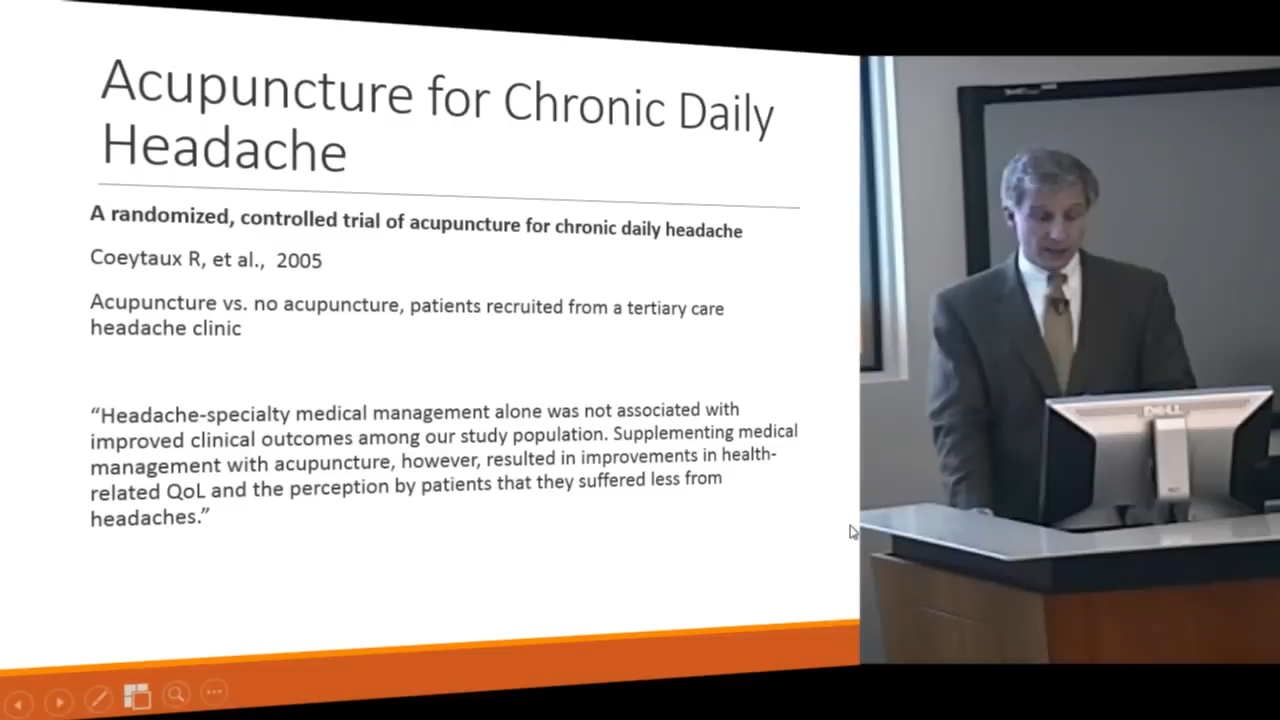 Acupuncture for Chronic Daily
Headache
A randomized, controlled trial of acupuncture for chronic daily headache
Coeytaux R, et al., 2005
Acupuncture vs. no acupuncture, patients recruited from a tertiary care
headache clinic
“Headache-specialty medical management alone was not associated with
improved clinical outcomes among our study population. Supplementing medical
management with acupuncture, however, resulted in improvements in health-
related QoL and the perception by patients that they suffered less from
headaches.”
DELL